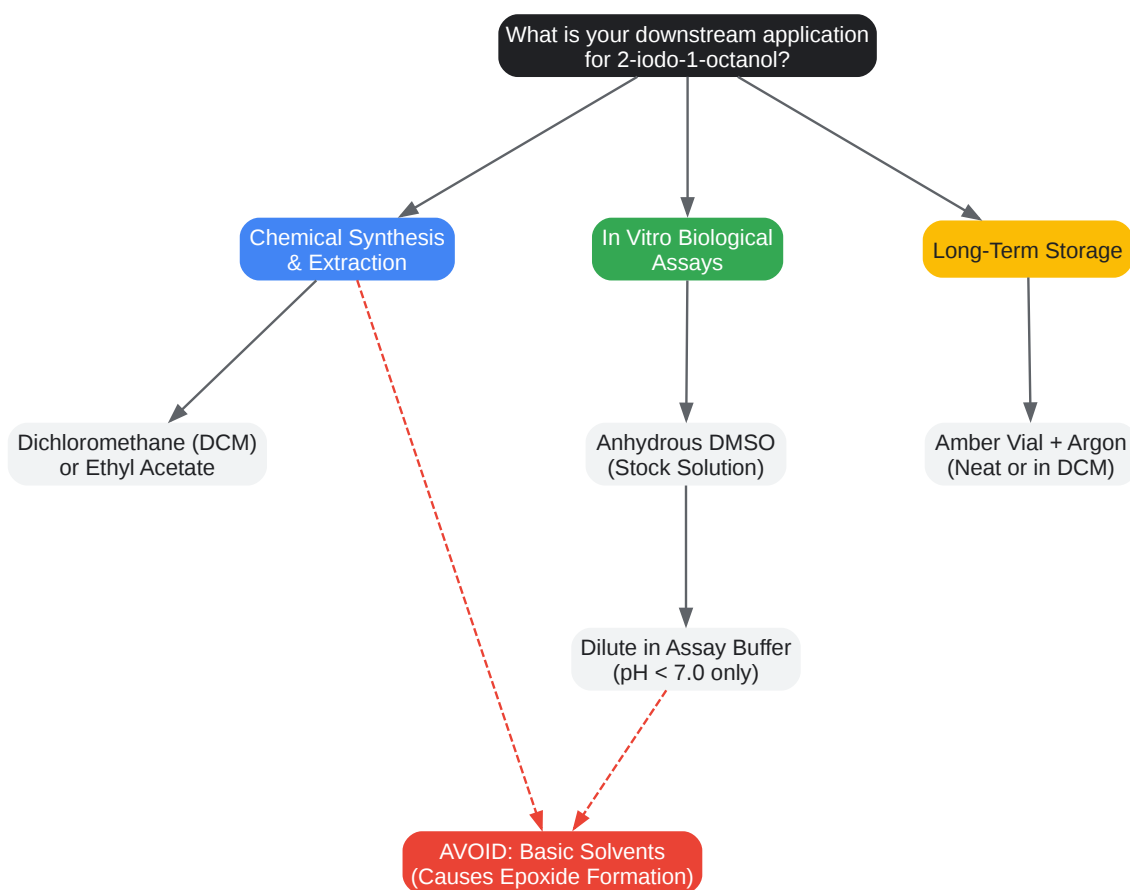 What is your downstream application
for 2-iodo-1-octanol?
Chemical Synthesis
& Extraction
In Vitro Biological
Assays
Long-Term Storage
Dichloromethane (DCM)
or Ethyl Acetate
Anhydrous DMSO
(Stock Solution)
Amber Vial + Argon
(Neat or in DCM)
Dilute in Assay Buffer
(pH < 7.0 only)
AVOID: Basic Solvents
(Causes Epoxide Formation)